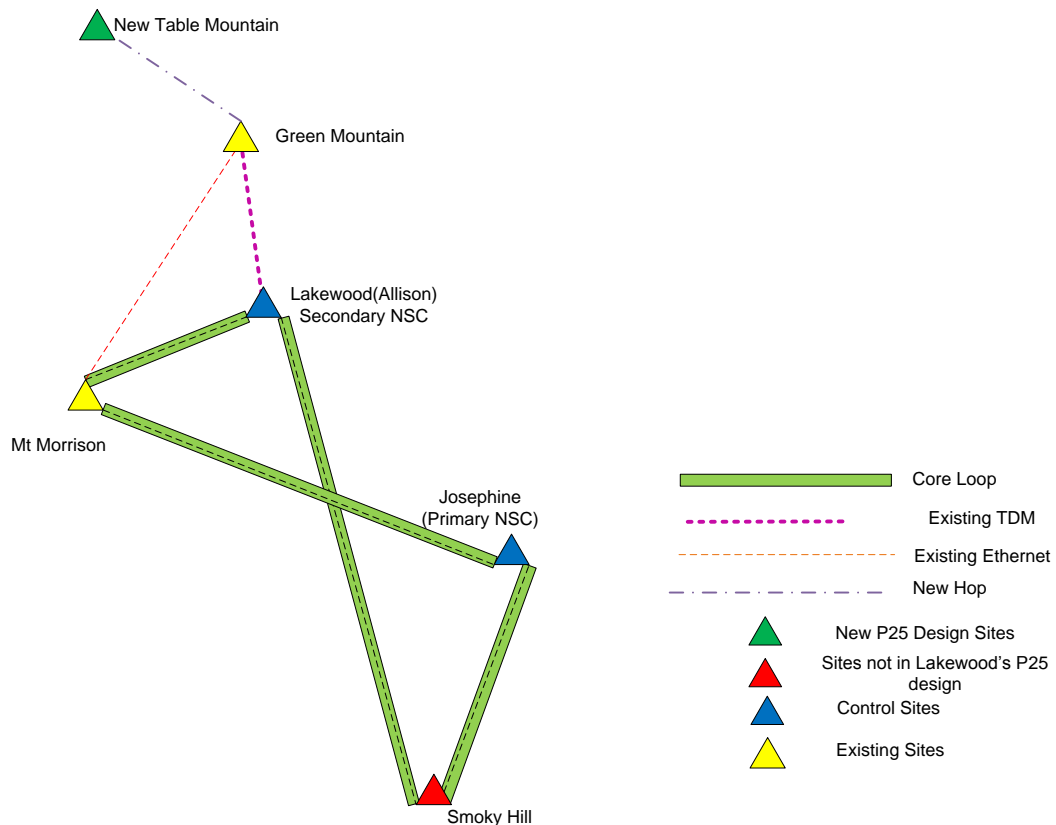 New Table Mountain
Green Mountain
Lakewood(Allison)
Secondary NSC
Mt Morrison
Josephine
(Primary NSC)
Smoky Hill
Core Loop
Existing TDM
Existing Ethernet
New Hop
New P25 Design Sites
Sites not in Lakewood's P25
design
Control Sites
Existing Sites